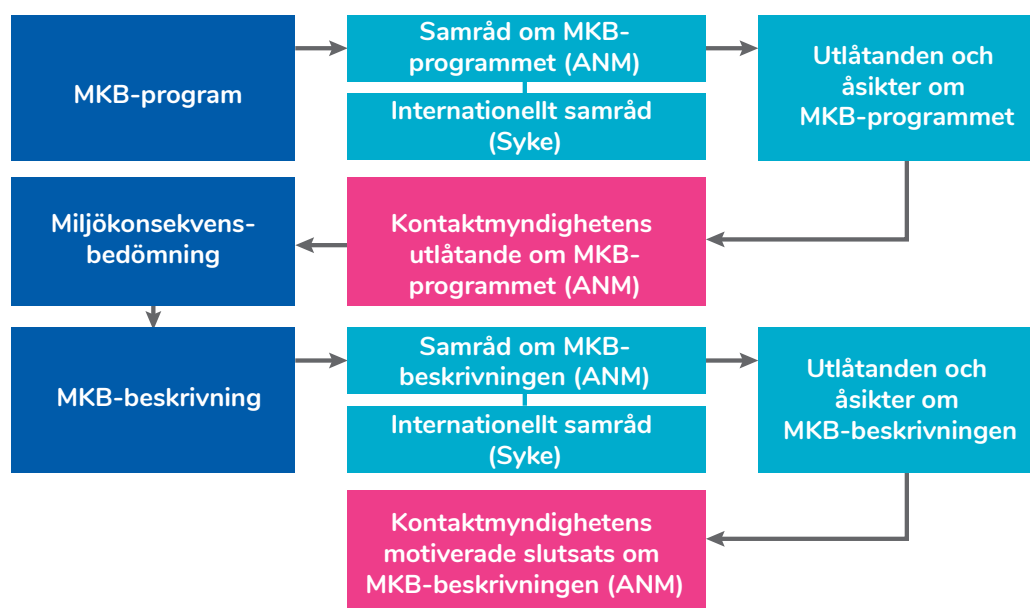 MKB-program
Samråd om MKB-
programmet (ANM)
Internationellt samråd
(Syke)
Utlåtanden och
åsikter om
MKB-programmet
Miljökonsekvens-
bedömning
Kontaktmyndighetens
utlåtande om MKB-
programmet (ANM)
MKB-beskrivning
Samråd om MKB-
beskrivningen (ANM)
Internationellt samråd
(Syke)
Utlåtanden och
åsikter om
MKB-beskrivningen
Kontaktmyndighetens
motiverade slutsats om
MKB-beskrivningen (ANM)